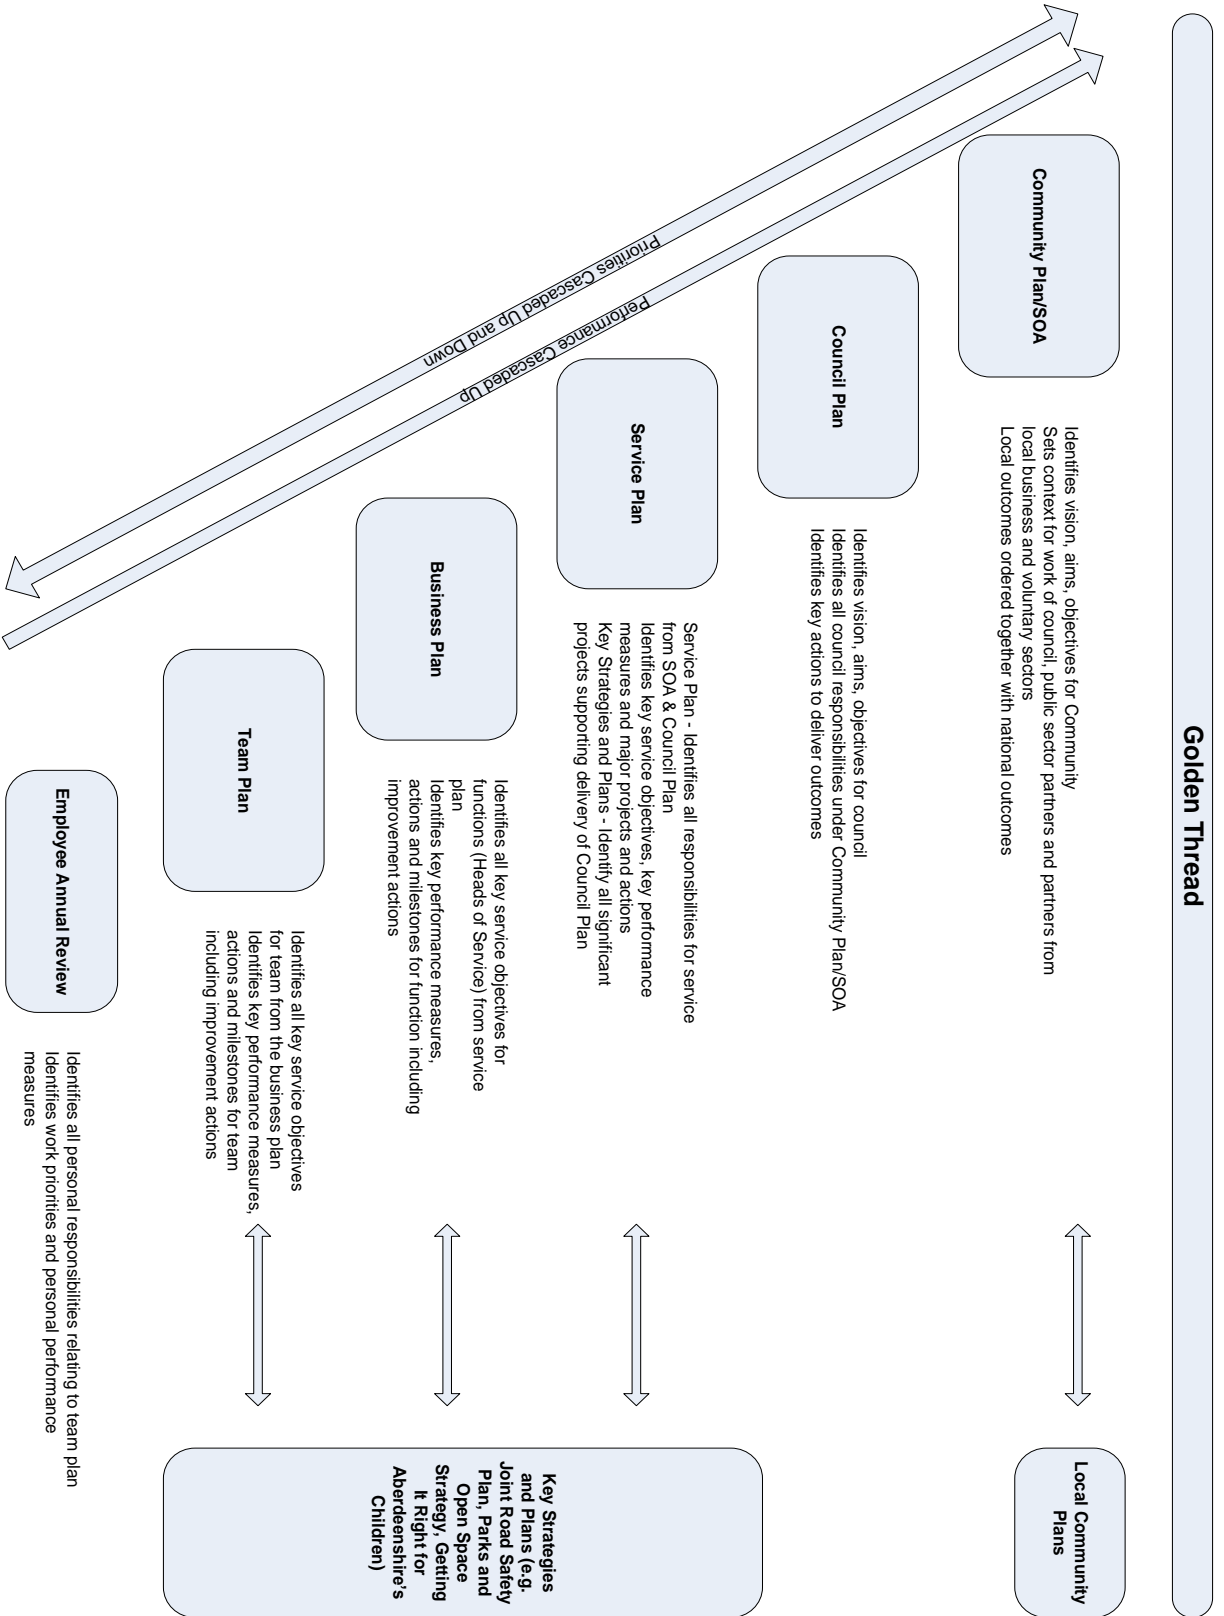 Golden Thread
Community Plan/SOA
Identifies vision, aims, objectives for Community
Sets context for work of council, public sector partners and partners from
local business and voluntary sectors
Local outcomes ordered together with national outcomes
Local Community
Plans
Council Plan
Identifies vision, aims, objectives for council
Identifies all council responsibilities under Community Plan/SOA
Identifies key actions to deliver outcomes
Service Plan
Service Plan - Identifies all responsibilities for service
from SOA & Council Plan
Identifies key service objectives, key performance
measures and major projects and actions
Key Strategies and Plans - Identify all significant
projects supporting delivery of Council Plan
Key Strategies
and Plans (e.g.
Joint Road Safety
Plan, Parks and
Open Space
Strategy, Getting
It Right for
Aberdeenshire's
Children)
Business Plan
Identifies all key service objectives for
functions (Heads of Service) from service
plan
Identifies key performance measures,
actions and milestones for function including
improvement actions
Team Plan
Identifies all key service objectives
for team from the business plan
Identifies key performance measures,
actions and milestones for team
including improvement actions
Employee Annual Review
Identifies all personal responsibilities relating to team plan
Identifies work priorities and personal performance
measures
Performance Cascaded Up
Priorities Cascaded Up and Down